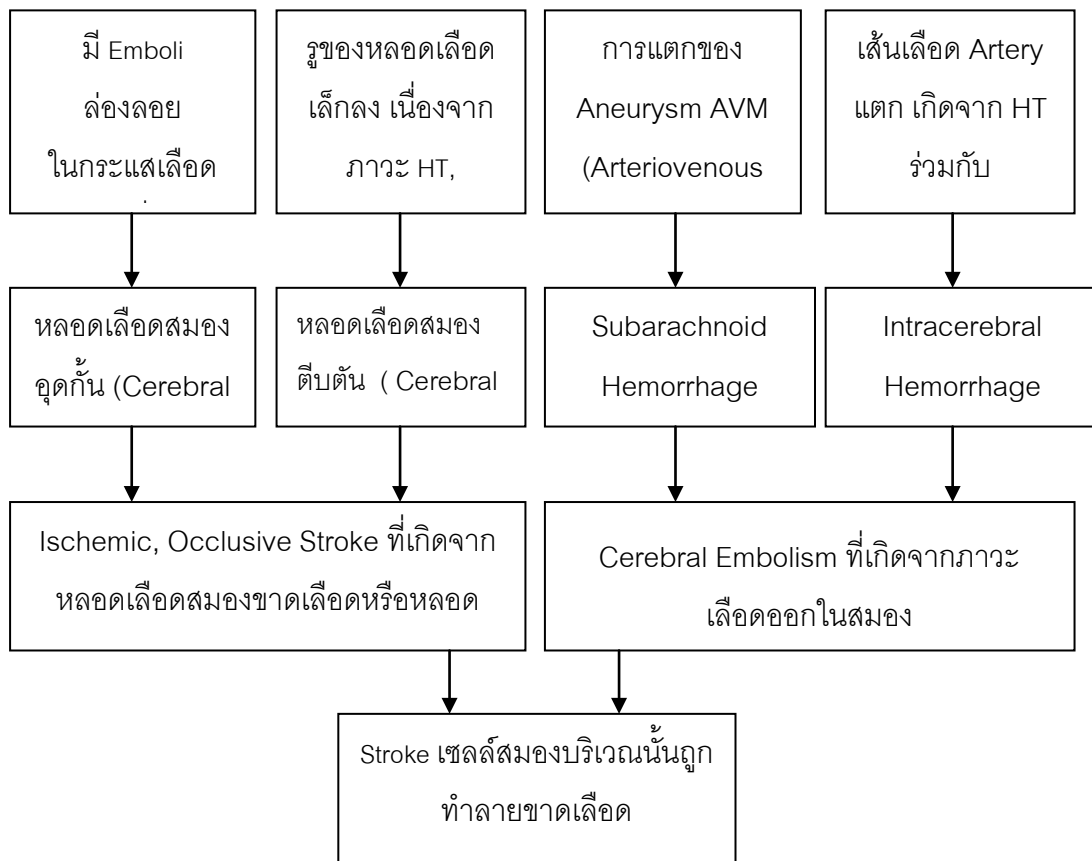 มี Emboli
ล่องลอย
ในกระแสเลือด
รูของหลอดเลือด
เล็กลง เนื่องจาก
ภาวะ HT,
การแตกของ
Aneurysm AVM
(Arteriovenous
เส้นเลือด Artery
แตก เกิดจาก HT
ร่วมกับ
หลอดเลือดสมอง
อุดกั้น (Cerebral
หลอดเลือดสมอง
ตีบตัน ( Cerebral
Subarachnoid
Hemorrhage
Intracerebral
Hemorrhage
Ischemic, Occlusive Stroke ที่เกิดจาก
หลอดเลือดสมองขาดเลือดหรือหลอด
Cerebral Embolism ที่เกิดจากภาวะ
เลือดออกในสมอง
Stroke เซลล์สมองบริเวณนั้นถูก
ทำลายขาดเลือด